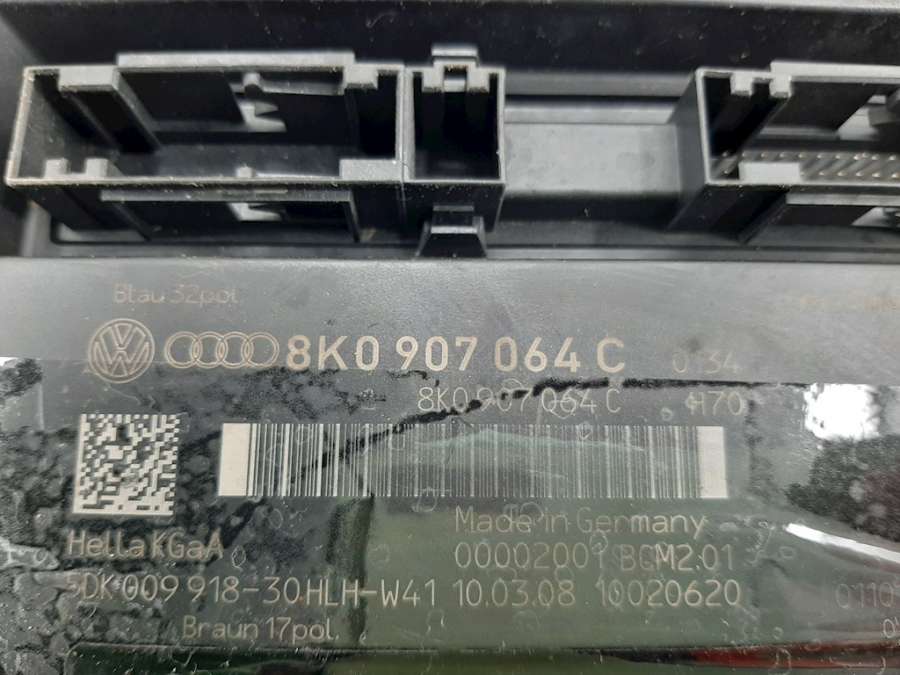 Blau 32pol.
8K0 907 064 C 0134
8K0 907 064 C H70
Hella KGaA
Made in Germany
00002001 BCM2.01
5DK 009 918-30 HLH-W41 10.03.08 10020620 0110
Braun 17pol.